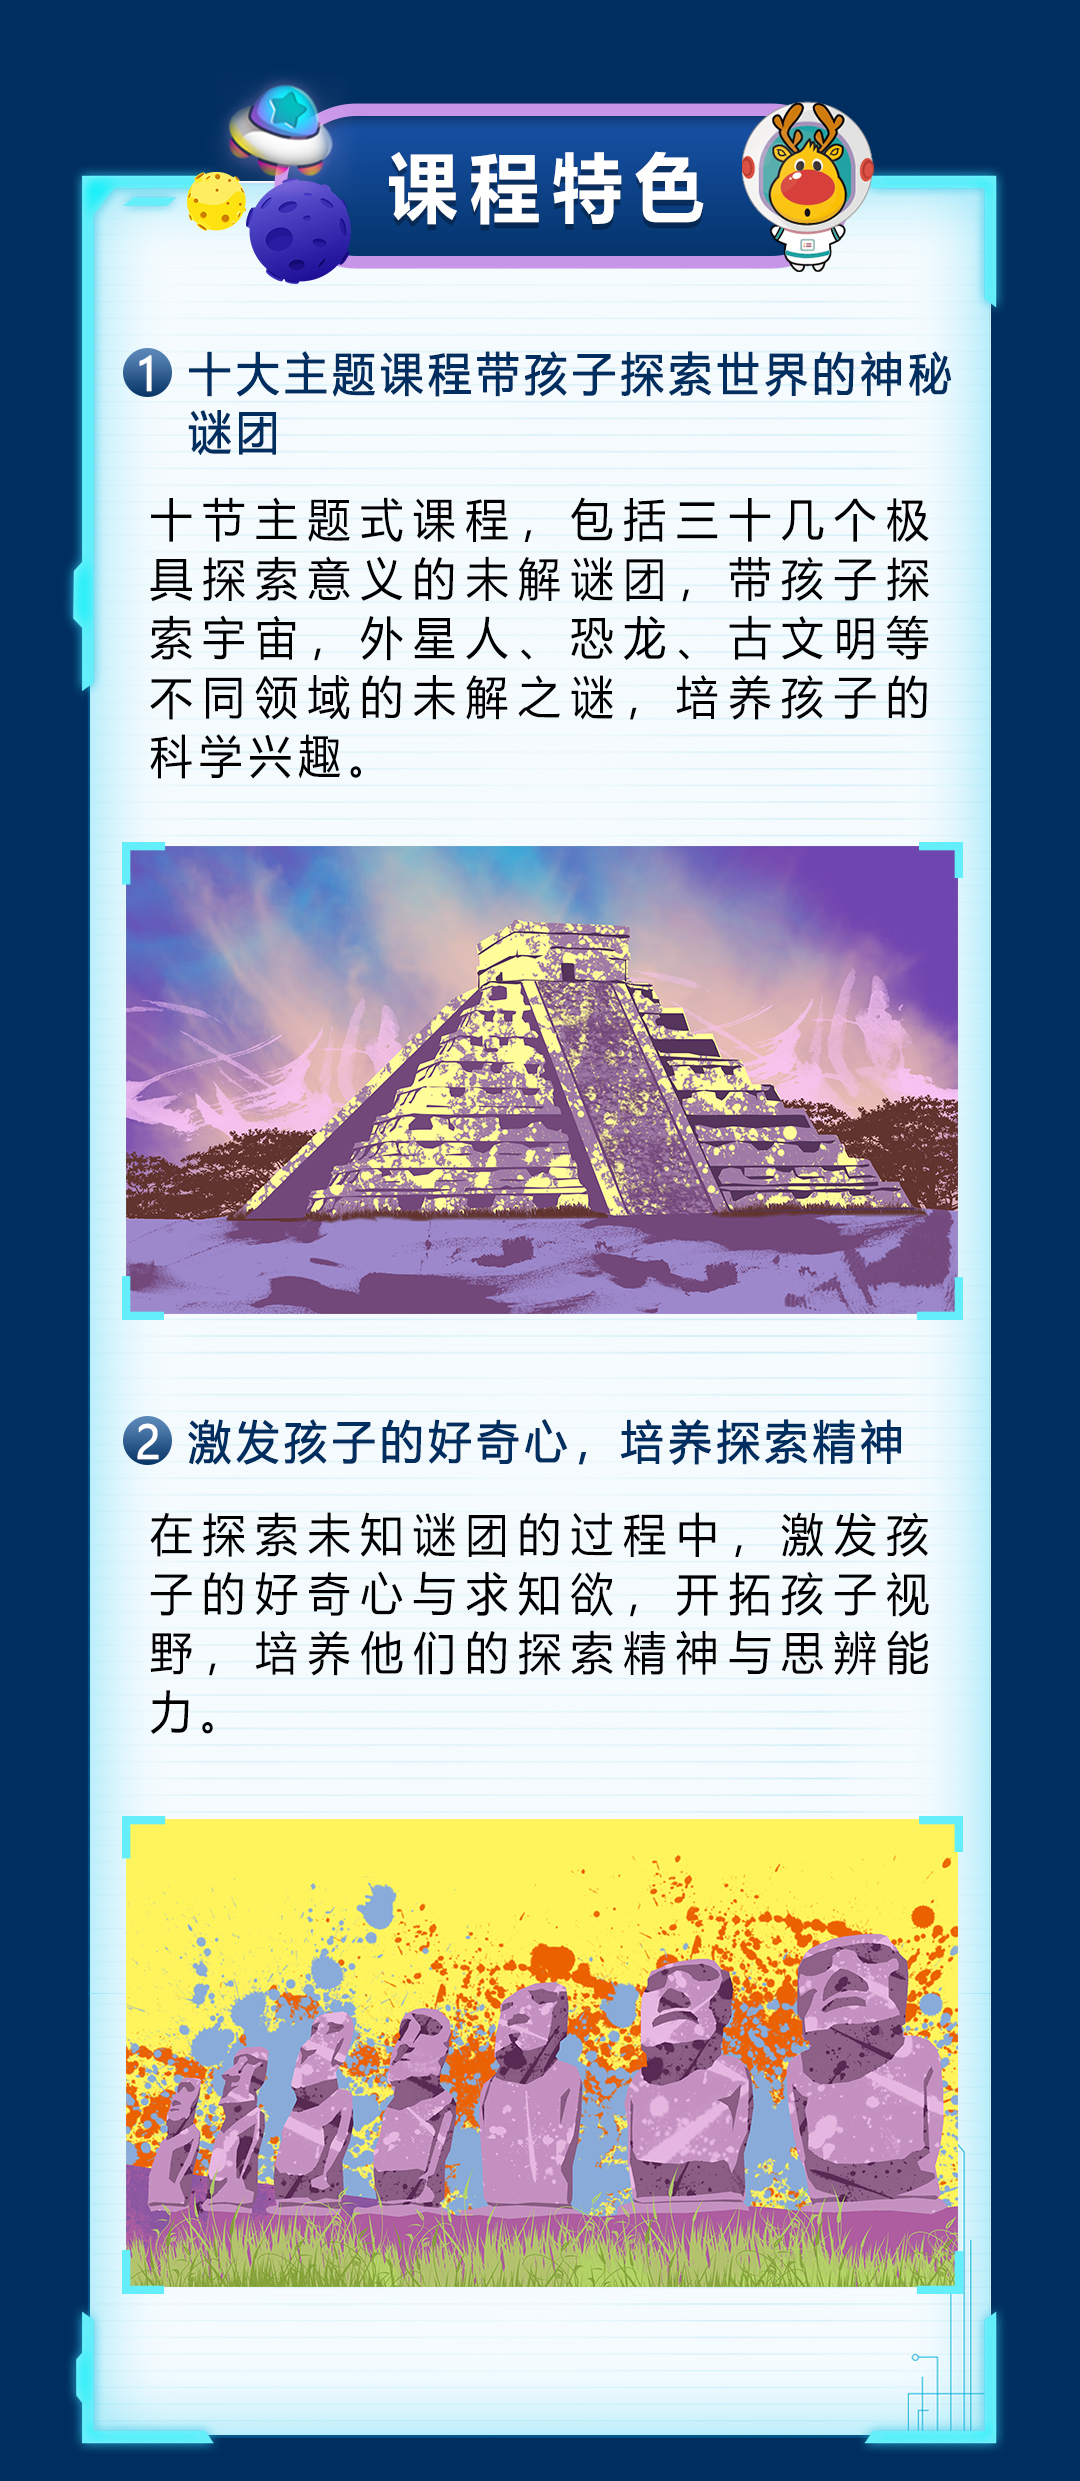 课程特色
1 十大主题课程带孩子探索世界的神秘
谜团
十节主题式课程，包括三十几个极
具探索意义的未解谜团，带孩子探
索宇宙，外星人、恐龙、古文明等
不同领域的未解之谜，培养孩子的
科学兴趣。
2 激发孩子的好奇心，培养探索精神
在探索未知谜团的过程中，激发孩
子的好奇心与求知欲，开拓孩子视
野，培养他们的探索精神与思辨能
力。